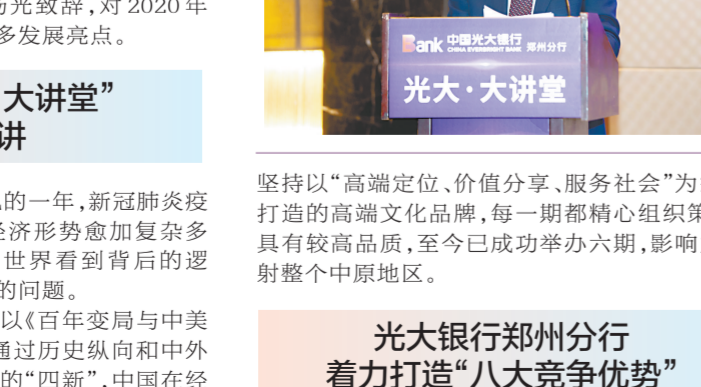 易光致辞，对2020年
多发展亮点。
大讲堂”
讲
的一年，新冠肺炎疫
经济形势愈加复杂多
世界看到背后的逻
的问题。
以《百年变局与中美
通过历史纵向和中外
的“四新”，中国在经
Bank 中国光大银行 郑州分行
CHINA EVERBRIGHT BANK
光大·大讲堂
坚持以“高端定位、价值分享、服务社会”为
打造的高端文化品牌，每一期都精心组织策
具有较高品质，至今已成功举办六期，影响
射整个中原地区。
光大银行郑州分行
着力打造“八大竞争优势”